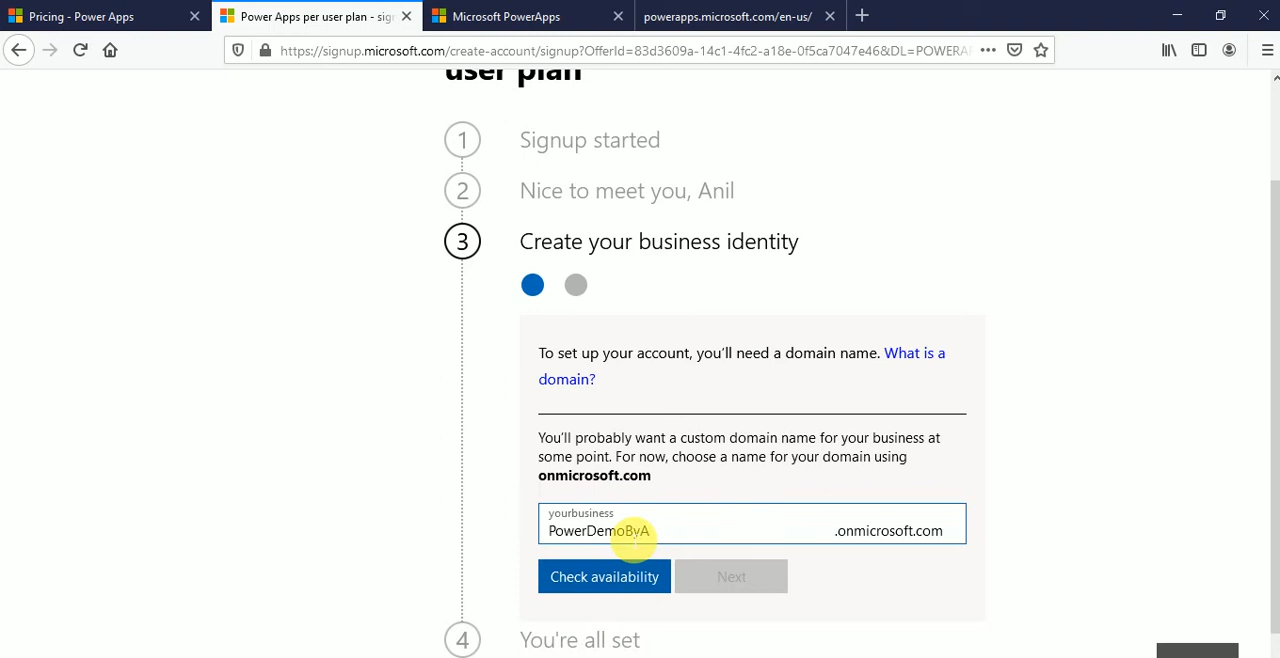 Pricing - Power Apps
Power Apps per user plan - sig
Microsoft PowerApps
powerapps.microsoft.com/en-us/
https://signup.microsoft.com/create-account/signup?OfferId=83d3609a-14c1-4fc2-a18e-0f5ca7047e46&DL=POWERA
user plan
1 Signup started
2 Nice to meet you, Anil
3 Create your business identity
To set up your account, you'll need a domain name. What is a
domain?
You'll probably want a custom domain name for your business at
some point. For now, choose a name for your domain using
onmicrosoft.com
yourbusiness
PowerDemoByA .onmicrosoft.com
Check availability Next
4 You're all set